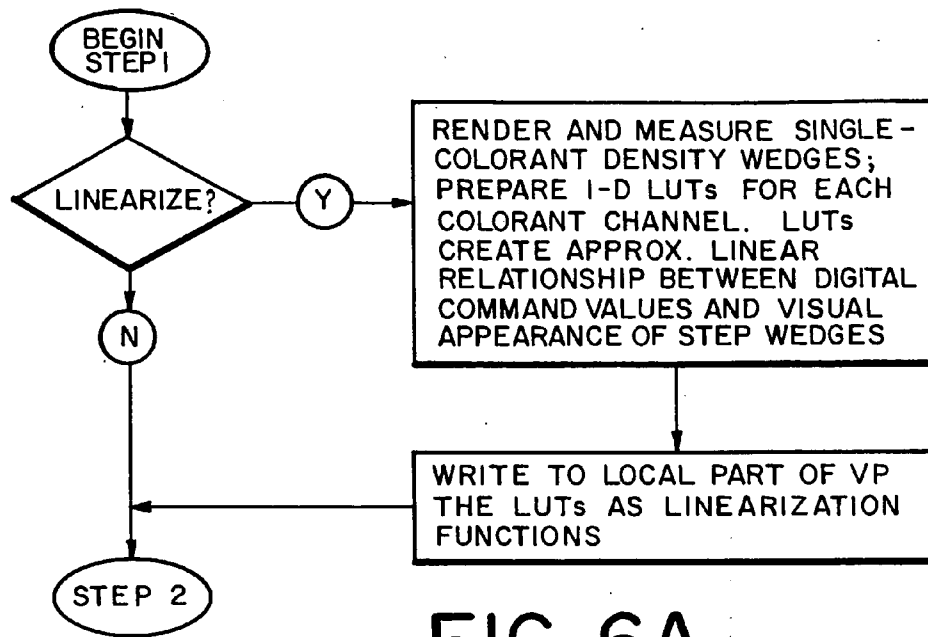 BEGIN
STEP 1
LINEARIZE?
Y
RENDER AND MEASURE SINGLE-
COLORANT DENSITY WEDGES;
PREPARE 1-D LUTs FOR EACH
COLORANT CHANNEL. LUTs
CREATE APPROX. LINEAR
RELATIONSHIP BETWEEN DIGITAL
COMMAND VALUES AND VISUAL
APPEARANCE OF STEP WEDGES
N
WRITE TO LOCAL PART OF VP
THE LUTs AS LINEARIZATION
FUNCTIONS
STEP 2
FIG. 6A